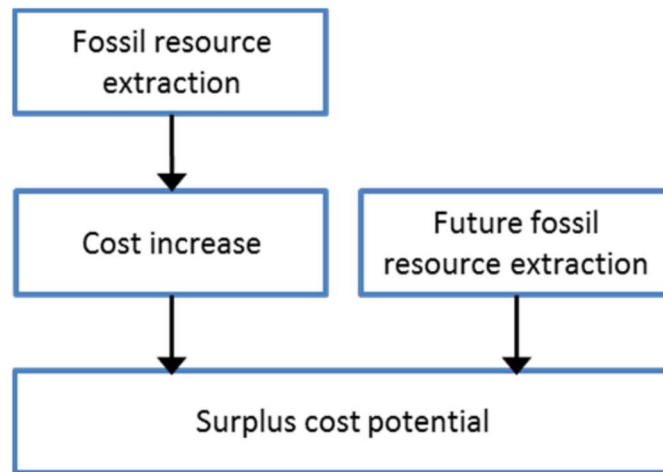 Fossil resource
extraction
Cost increase
Future fossil
resource extraction
Surplus cost potential